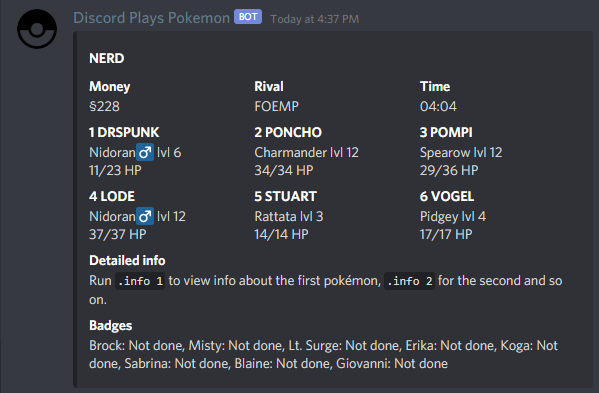 Discord Plays Pokemon BOT Today at 4:37 PM
NERD
Money Rival Time
§228 FOEMP 04:04
1 DRSPUNK 2 PONCHO 3 POMPI
Nidoran♂ lvl 6 Charmander lvl 12 Spearow lvl 12
11/23 HP 34/34 HP 29/36 HP
4 LODE 5 STUART 6 VOGEL
Nidoran♂ lvl 12 Rattata lvl 3 Pidgey lvl 4
37/37 HP 14/14 HP 17/17 HP
Detailed info
Run .info 1 to view info about the first pokémon, .info 2 for the second and so
on.
Badges
Brock: Not done, Misty: Not done, Lt. Surge: Not done, Erika: Not done, Koga: Not
done, Sabrina: Not done, Blaine: Not done, Giovanni: Not done